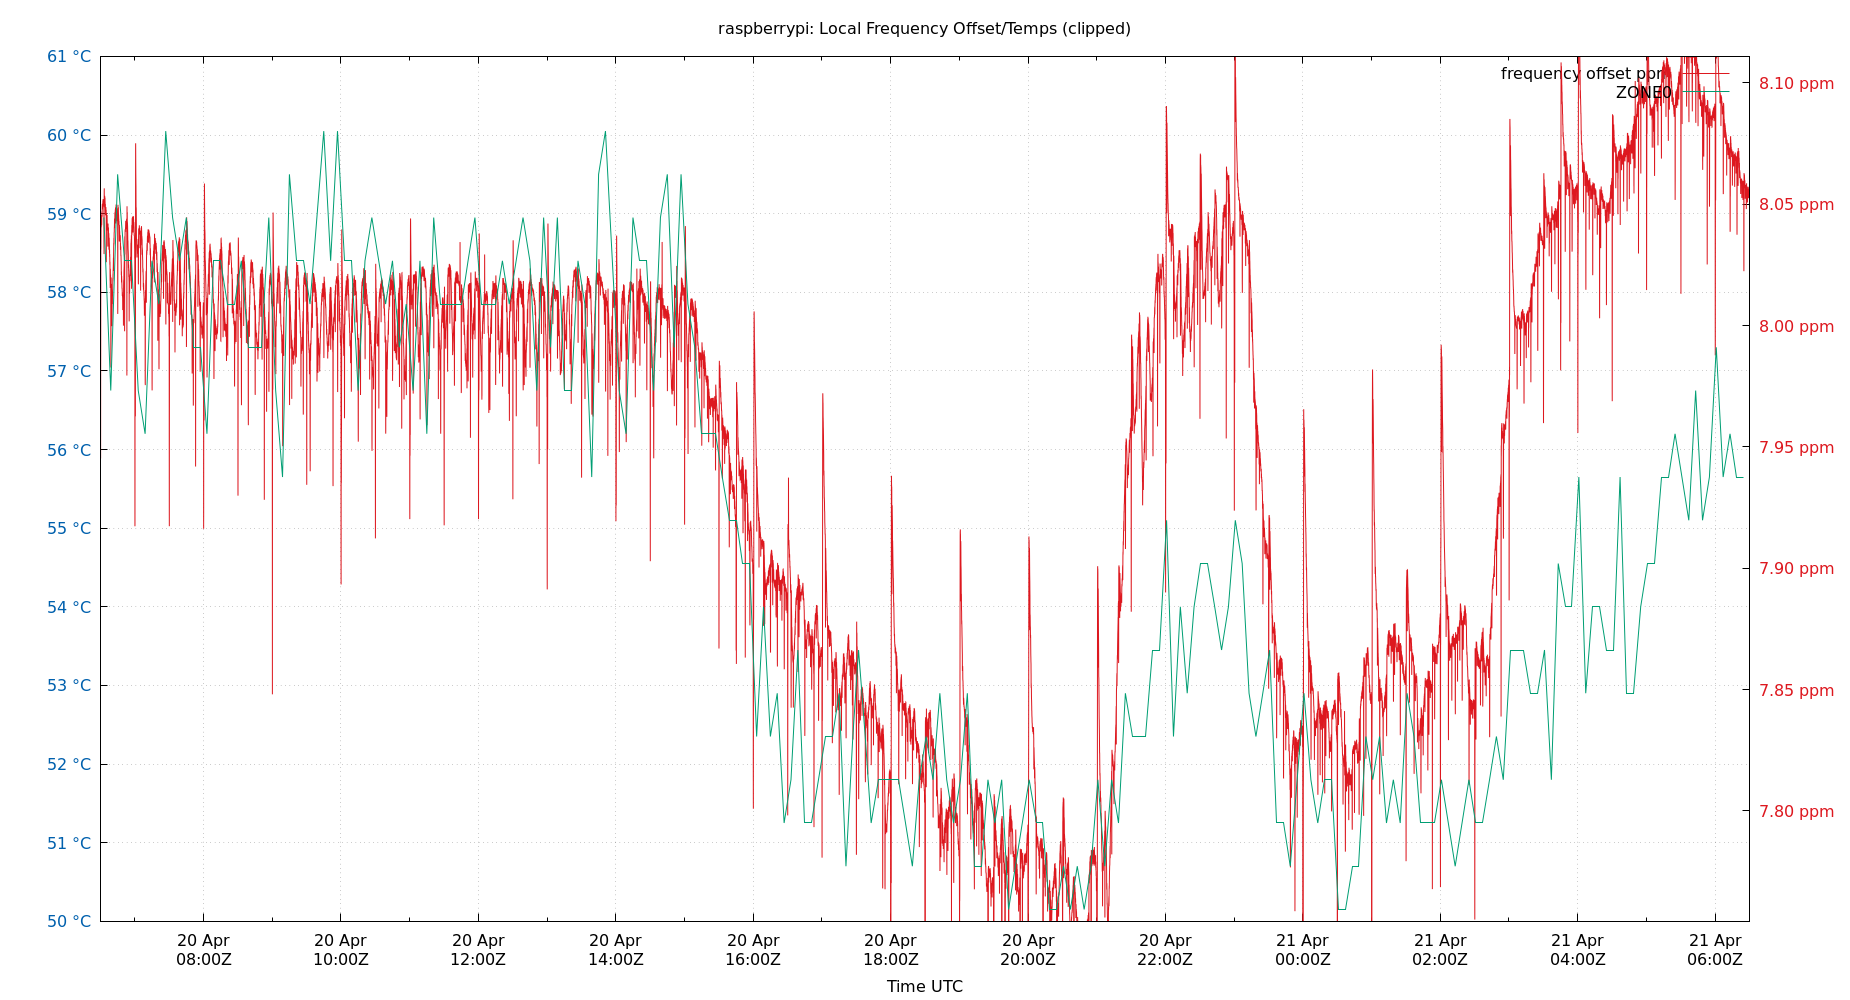 raspberrypi: Local Frequency Offset/Temps (clipped)
61 °C
60 °C
59 °C
58 °C
57 °C
56 °C
55 °C
54 °C
53 °C
52 °C
51 °C
50 °C
frequency offset ppm
ZONE0
8.10 ppm
8.05 ppm
8.00 ppm
7.95 ppm
7.90 ppm
7.85 ppm
7.80 ppm
20 Apr 20 Apr 20 Apr 20 Apr 20 Apr 20 Apr 20 Apr 20 Apr 21 Apr 21 Apr 21 Apr 21 Apr
08:00Z 10:00Z 12:00Z 14:00Z 16:00Z 18:00Z 20:00Z 22:00Z 00:00Z 02:00Z 04:00Z 06:00Z
Time UTC